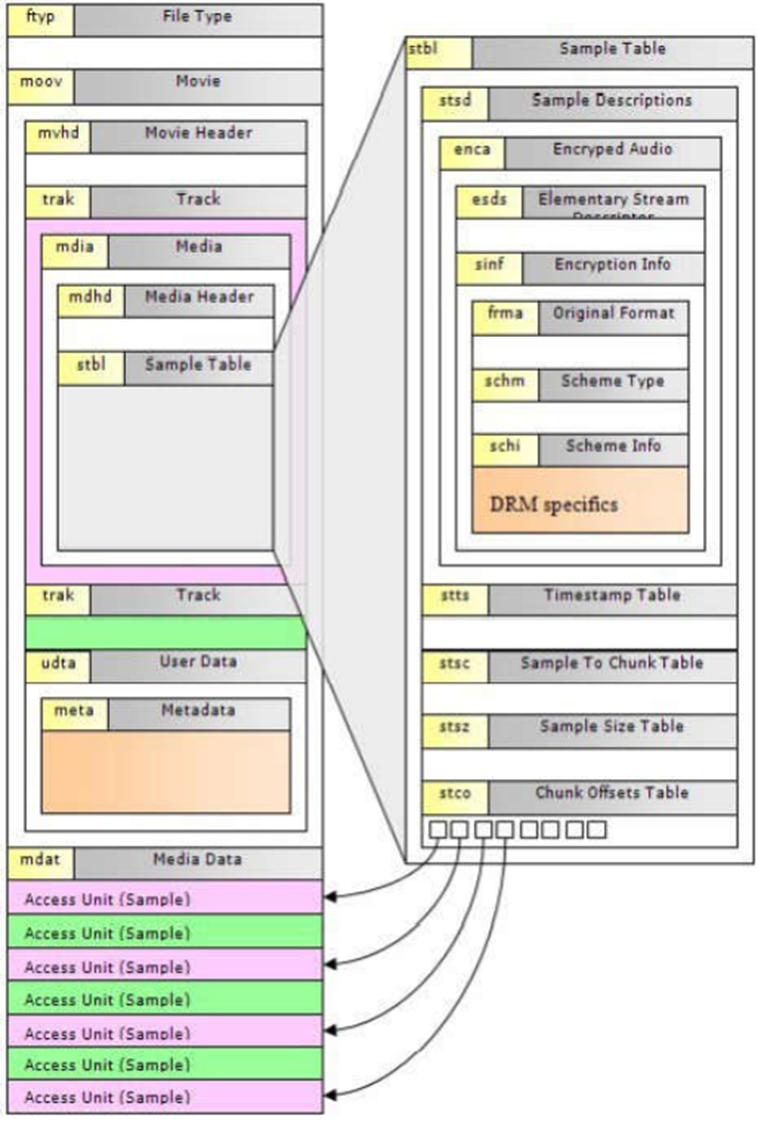 ftyp File Type
moov Movie
mvhd Movie Header
trak Track
mdia Media
mdhd Media Header
stbl Sample Table
trak Track
udta User Data
meta Metadata
mdat Media Data
Access Unit (Sample)
Access Unit (Sample)
Access Unit (Sample)
Access Unit (Sample)
Access Unit (Sample)
Access Unit (Sample)
Access Unit (Sample)
stbl Sample Table
stsd Sample Descriptions
enca Encryped Audio
esds Elementary Stream
Descriptor
sinf Encryption Info
frma Original Format
schm Scheme Type
schi Scheme Info
DRM specifics
stts Timestamp Table
stsc Sample To Chunk Table
stsz Sample Size Table
stco Chunk Offsets Table